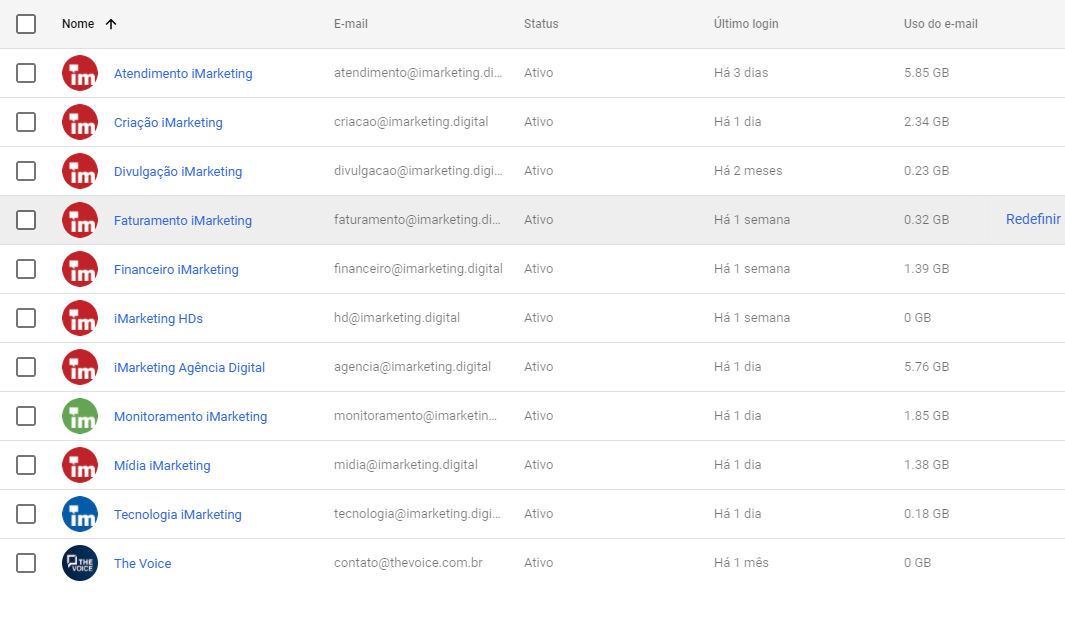 Nome E-mail Status Último login Uso do e-mail
im Atendimento iMarketing atendimento@imarketing.di... Ativo Há 3 dias 5.85 GB
im Criação iMarketing criacao@imarketing.digital Ativo Há 1 dia 2.34 GB
im Divulgação iMarketing divulgacao@imarketing.digi... Ativo Há 2 meses 0.23 GB
im Faturamento iMarketing faturamento@imarketing.di... Ativo Há 1 semana 0.32 GB Redefinir
im Financeiro iMarketing financeiro@imarketing.digital Ativo Há 1 semana 1.39 GB
im iMarketing HDs hd@imarketing.digital Ativo Há 1 semana 0 GB
im iMarketing Agência Digital agencia@imarketing.digital Ativo Há 1 dia 5.76 GB
im Monitoramento iMarketing monitoramento@imarketin... Ativo Há 1 dia 1.85 GB
im Mídia iMarketing midia@imarketing.digital Ativo Há 1 dia 1.38 GB
im Tecnologia iMarketing tecnologia@imarketing.digi... Ativo Há 1 dia 0.18 GB
THE VOICE The Voice contato@thevoice.com.br Ativo Há 1 mês 0 GB